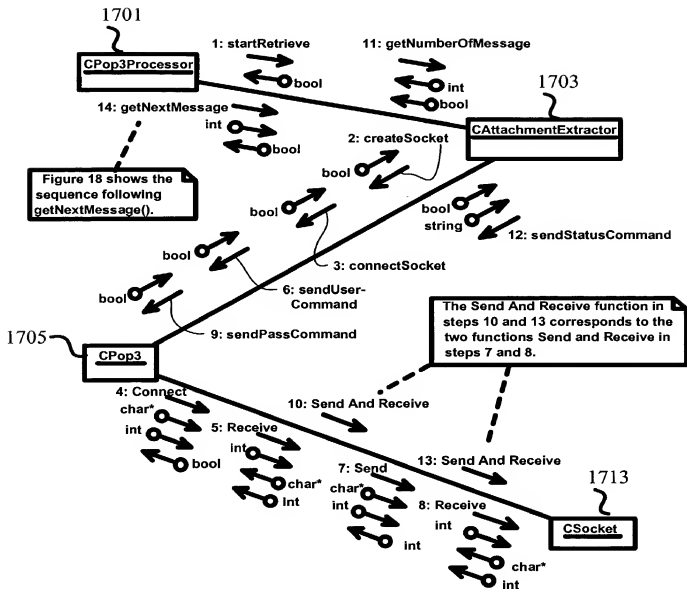 1701
CPop3Processor
1: startRetrieve
bool
11: getNumberOfMessage
int
bool
1703
CAttachmentExtractor
14: getNextMessage
int
bool
2: createSocket
bool
Figure 18 shows the
sequence following
getNextMessage().
bool
3: connectSocket
bool
string
12: sendStatusCommand
bool
6: sendUser-
Command
bool
9: sendPassCommand
The Send And Receive function in
steps 10 and 13 corresponds to the
two functions Send and Receive in
steps 7 and 8.
1705
CPop3
4: Connect
char*
int
bool
5: Receive
int
char*
Int
10: Send And Receive
7: Send
char*
int
int
13: Send And Receive
8: Receive
int
char*
int
1713
CSocket